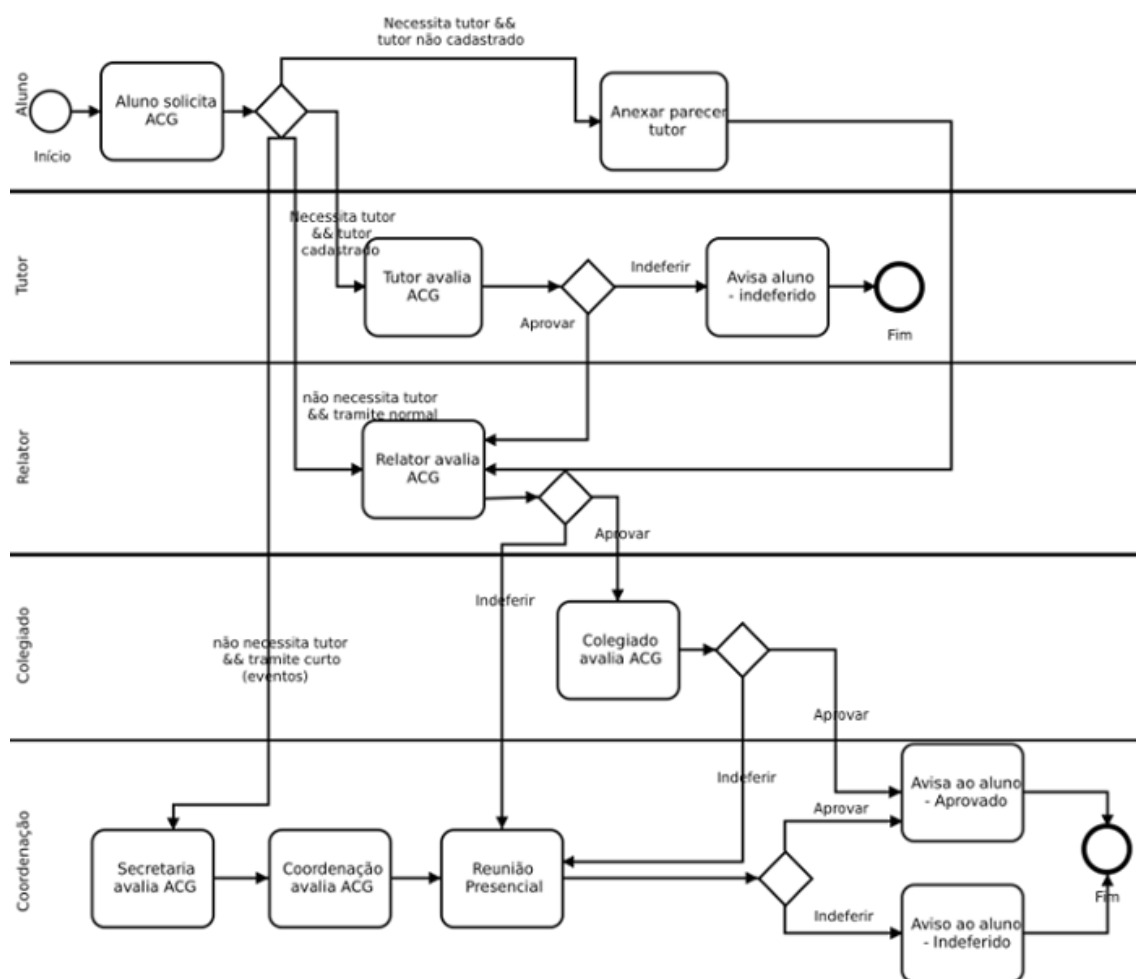 Necessita tutor &&
tutor não cadastrado
Aluno
Início
Aluno solicita
ACG
Anexar parecer
tutor
Tutor
Necessita tutor
&& tutor
cadastrado
Tutor avalia
ACG
Aprovar
Indeferir
Avisa aluno
- indeferido
Fim
Relator
não necessita tutor
&& tramite normal
Relator avalia
ACG
Aprovar
Indeferir
Colegiado
não necessita tutor
&& tramite curto
(eventos)
Colegiado
avalia ACG
Aprovar
Indeferir
Coordenação
Secretaria
avalia ACG
Coordenação
avalia ACG
Reunião
Presencial
Aprovar
Indeferir
Avisa ao aluno
- Aprovado
Aviso ao aluno
- Indeferido
Fim